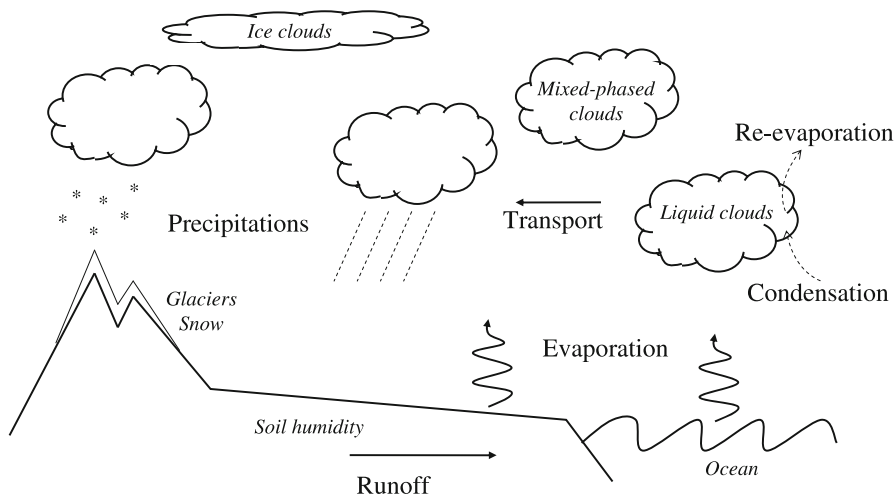 Ice clouds
Mixed-phased
clouds
Re-evaporation
Liquid clouds
Transport
Precipitations
Condensation
Glaciers
Snow
Evaporation
Soil humidity
Ocean
Runoff